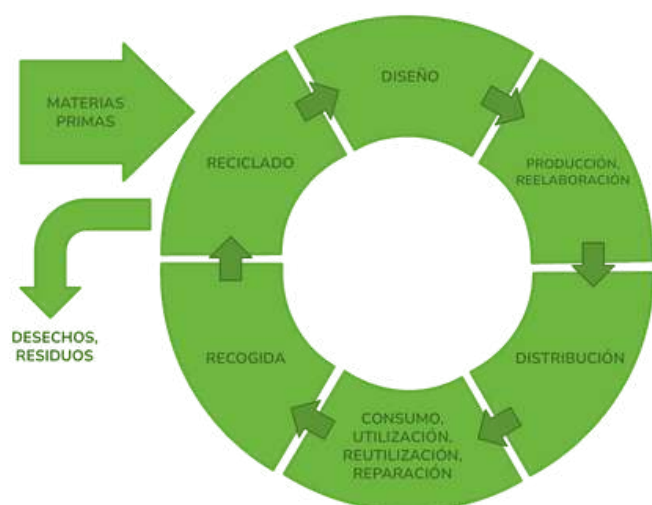 MATERIAS
PRIMAS
DISEÑO
RECICLADO
PRODUCCIÓN,
REELABORACIÓN
DESECHOS,
RESIDUOS
RECOGIDA
DISTRIBUCIÓN
CONSUMO,
UTILIZACIÓN,
REUTILIZACIÓN,
REPARACIÓN